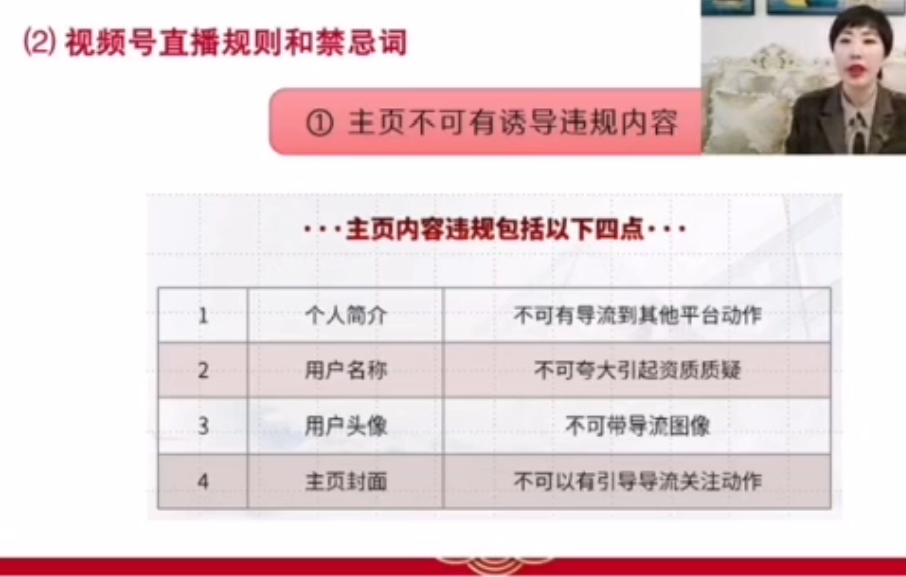 (2) 视频号直播规则和禁忌词
① 主页不可有诱导违规内容
···主页内容违规包括以下四点···
1 个人简介 不可有导流到其他平台动作
2 用户名称 不可夸大引起资质质疑
3 用户头像 不可带导流图像
4 主页封面 不可以有引导导流关注动作